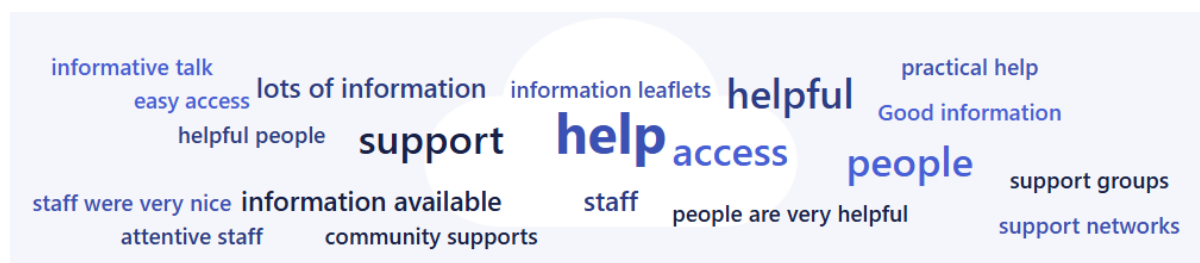 informative talk
easy access
lots of information
information leaflets
helpful
practical help
Good information
helpful people
support
help
access
people
support groups
staff were very nice
information available
staff
people are very helpful
support networks
attentive staff
community supports